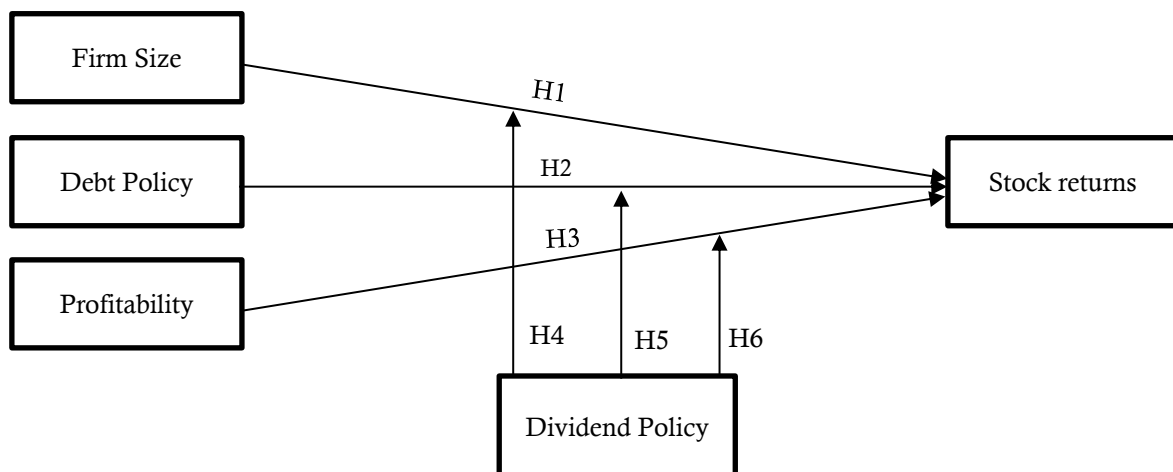 Firm Size
H1
Debt Policy
H2
Stock returns
H3
Profitability
H4
H5
H6
Dividend Policy